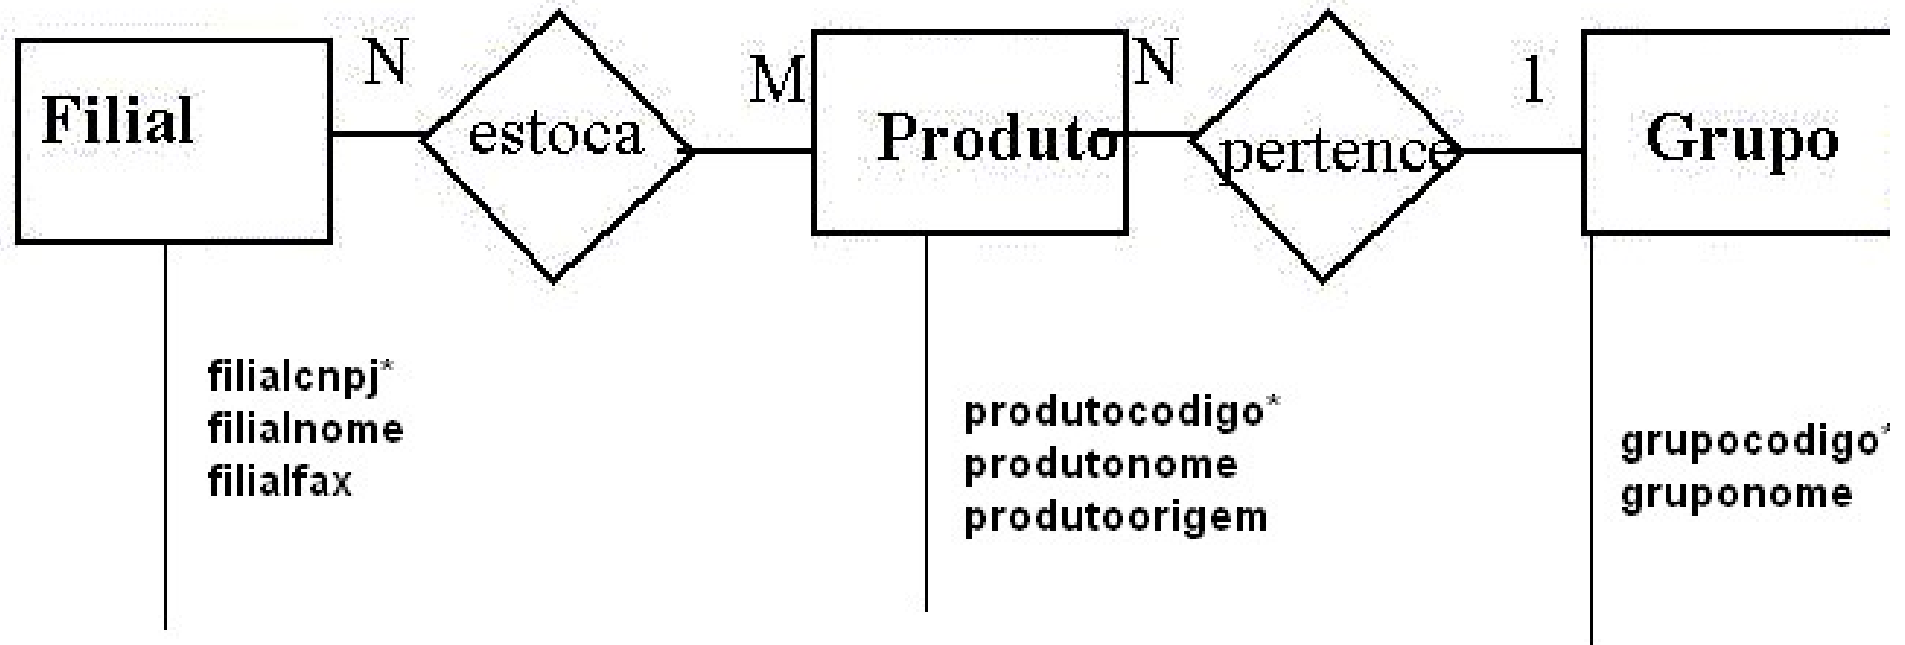 Filial
N
estoca
M
Produto
N
pertence
1
Grupo
filialcnpj*
filialnome
filialfax
produtocodigo*
produtonome
produtoorigem
grupocodigo*
gruponome